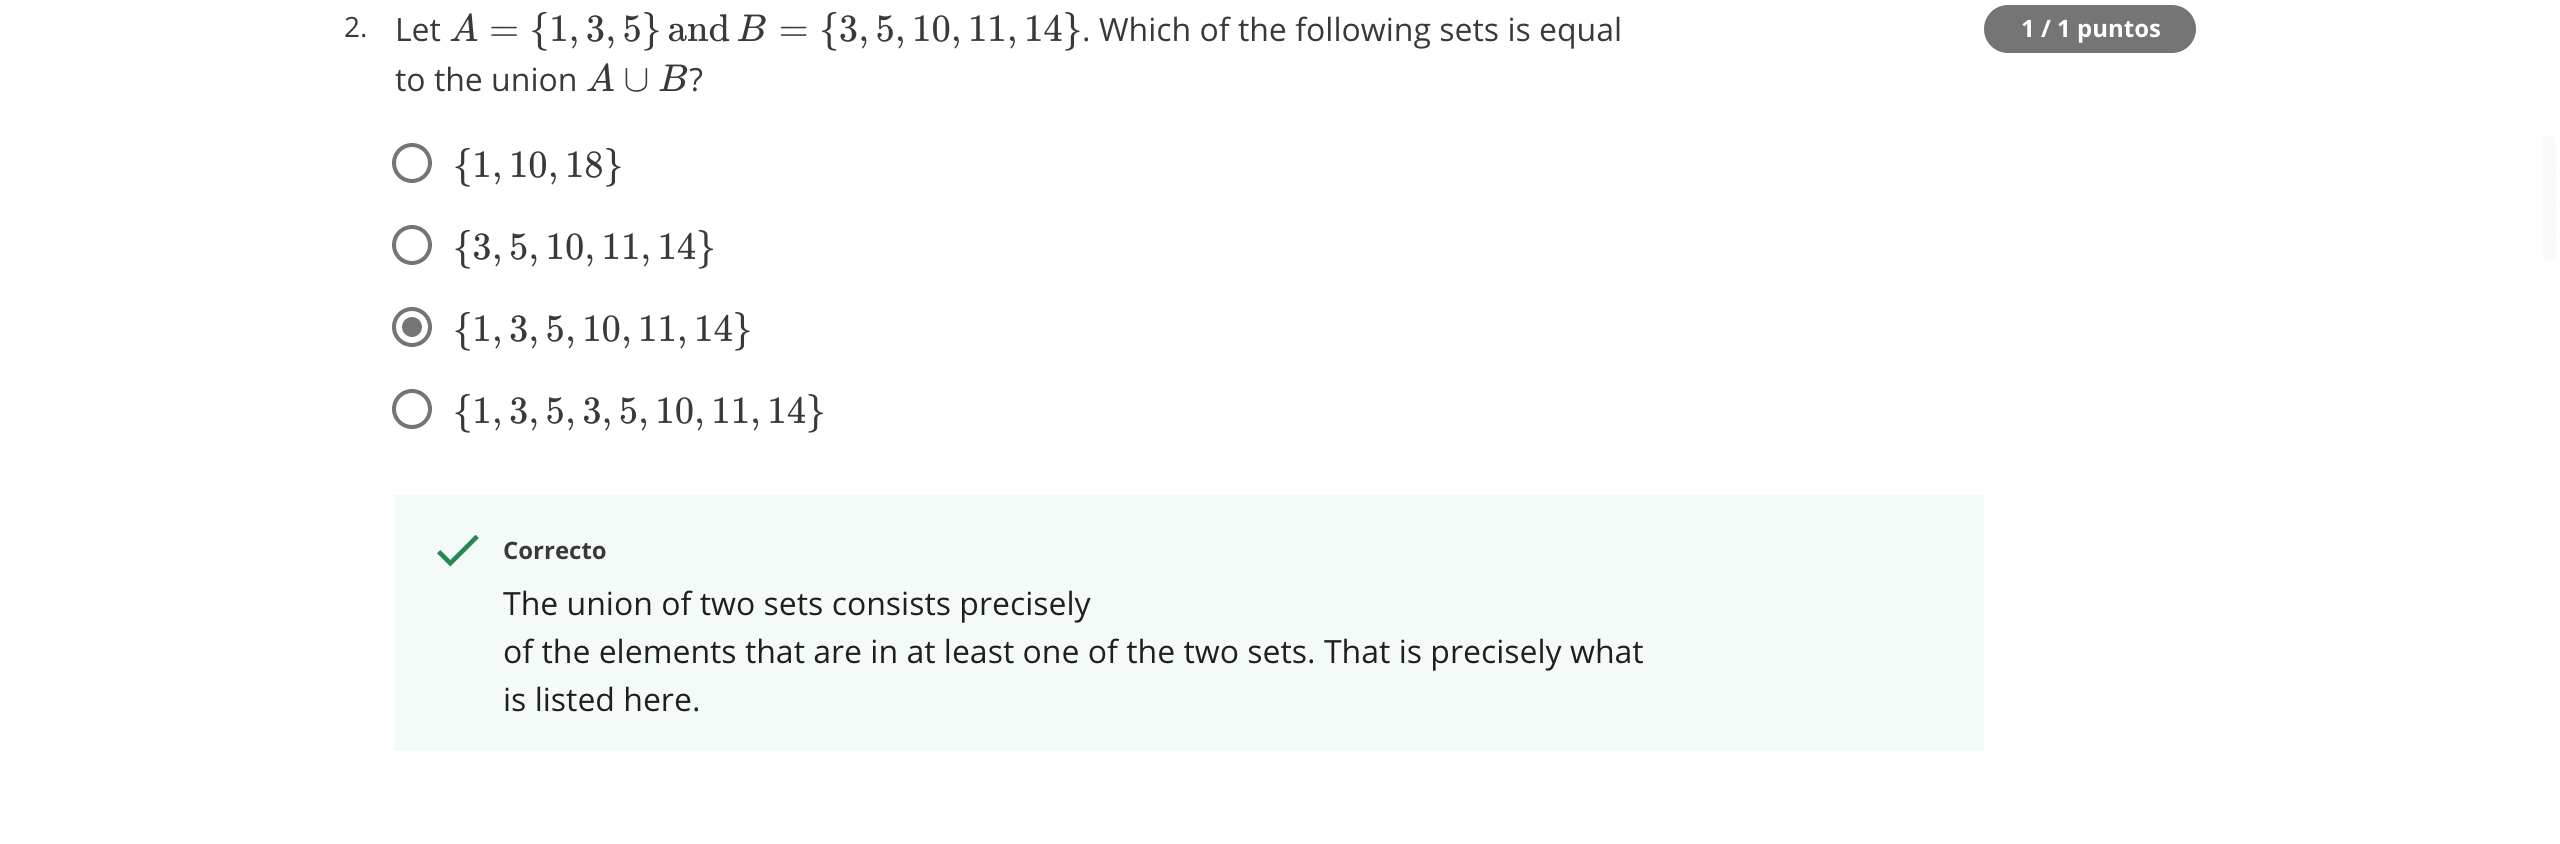 2. Let A = {1, 3, 5} and B = {3, 5, 10, 11, 14}. Which of the following sets is equal
1 / 1 puntos
to the union A ∪ B?
{1, 10, 18}
{3, 5, 10, 11, 14}
{1, 3, 5, 10, 11, 14}
{1, 3, 5, 3, 5, 10, 11, 14}
Correcto
The union of two sets consists precisely
of the elements that are in at least one of the two sets. That is precisely what
is listed here.